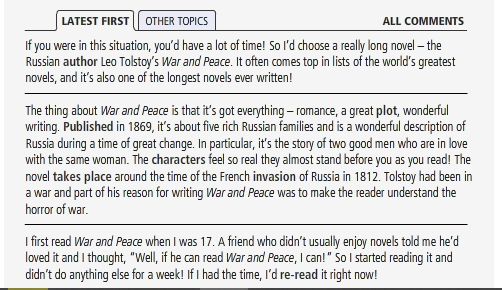 LATEST FIRST OTHER TOPICS ALL COMMENTS
If you were in this situation, you'd have a lot of time! So I'd choose a really long novel – the
Russian author Leo Tolstoy's War and Peace. It often comes top in lists of the world's greatest
novels, and it's also one of the longest novels ever written!
The thing about War and Peace is that it's got everything – romance, a great plot, wonderful
writing. Published in 1869, it's about five rich Russian families and is a wonderful description of
Russia during a time of great change. In particular, it's the story of two good men who are in love
with the same woman. The characters feel so real they almost stand before you as you read! The
novel takes place around the time of the French invasion of Russia in 1812. Tolstoy had been in
a war and part of his reason for writing War and Peace was to make the reader understand the
horror of war.
I first read War and Peace when I was 17. A friend who didn't usually enjoy novels told me he'd
loved it and I thought, "Well, if he can read War and Peace, I can!" So I started reading it and
didn't do anything else for a week! If I had the time, I'd re-read it right now!